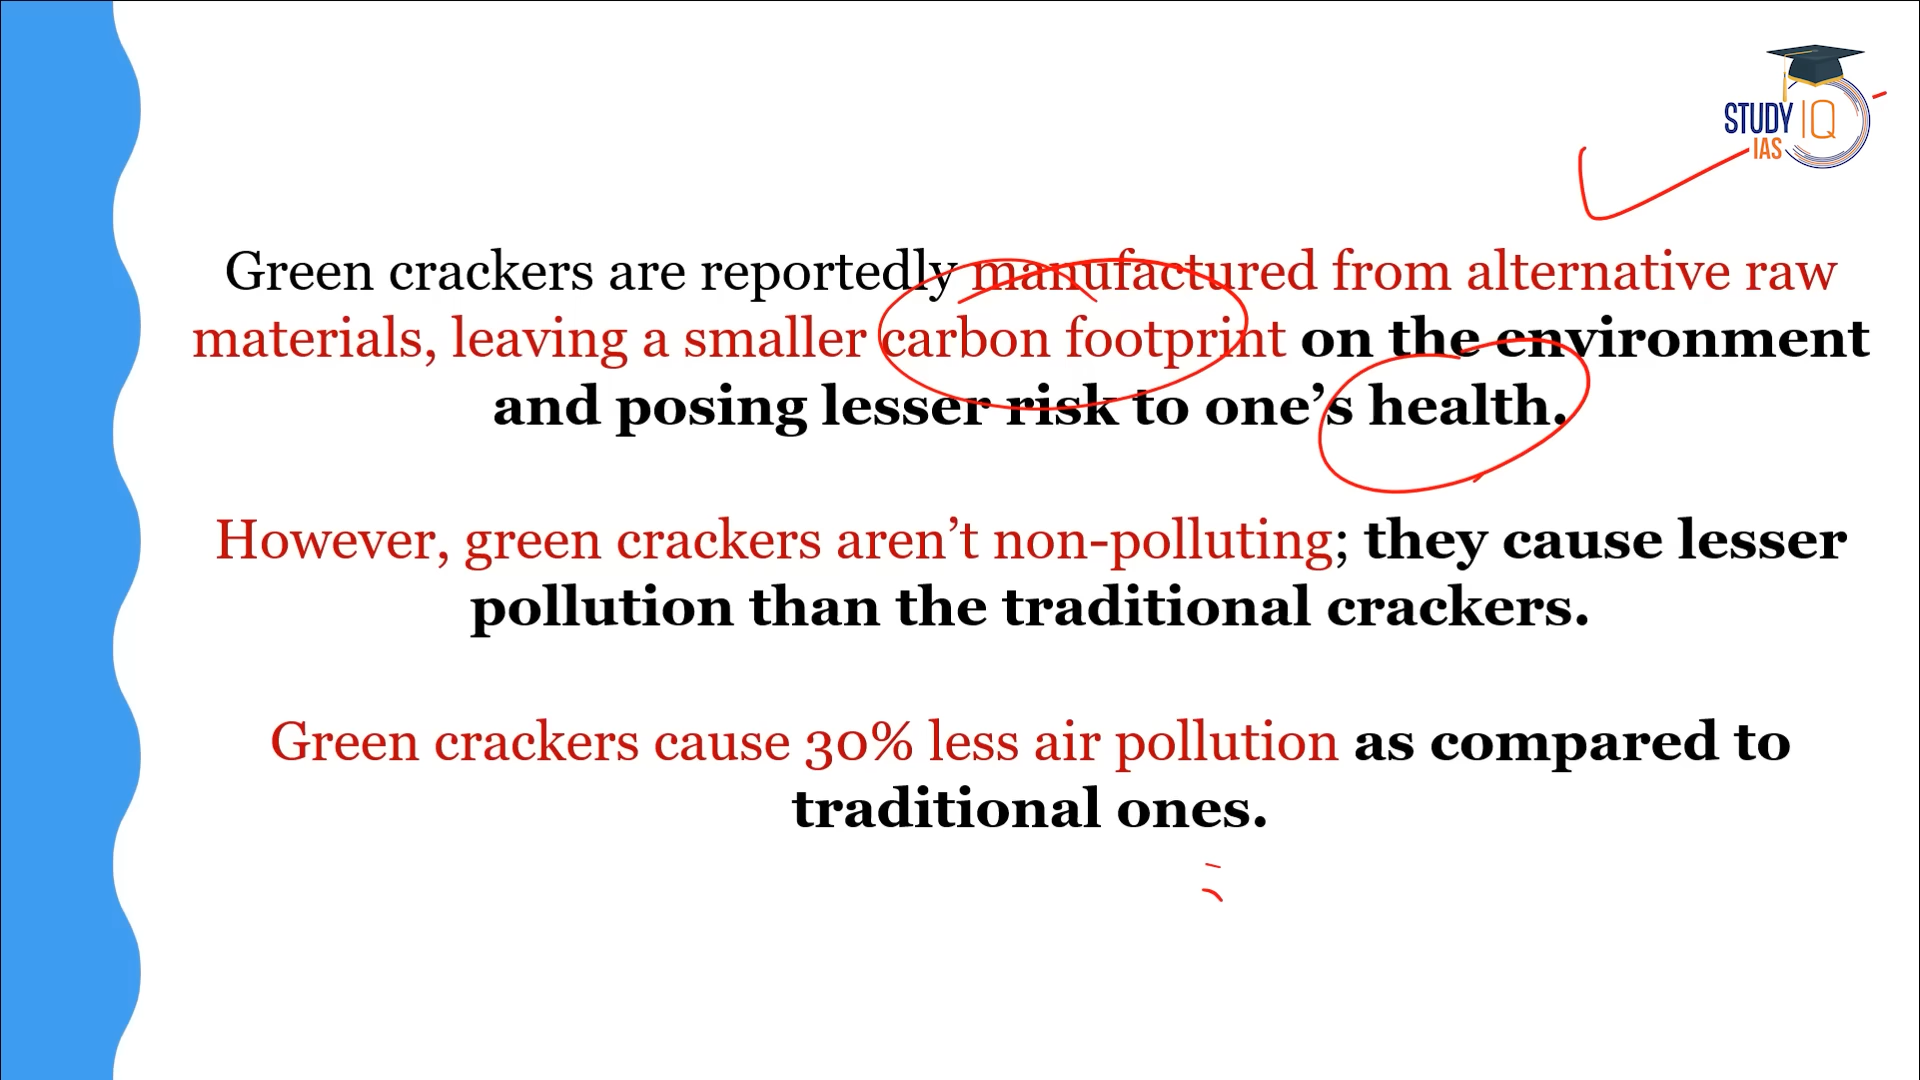 STUDY IQ
IAS
Green crackers are reportedly manufactured from alternative raw
materials, leaving a smaller carbon footprint on the environment
and posing lesser risk to one’s health.
However, green crackers aren’t non-polluting; they cause lesser
pollution than the traditional crackers.
Green crackers cause 30% less air pollution as compared to
traditional ones.